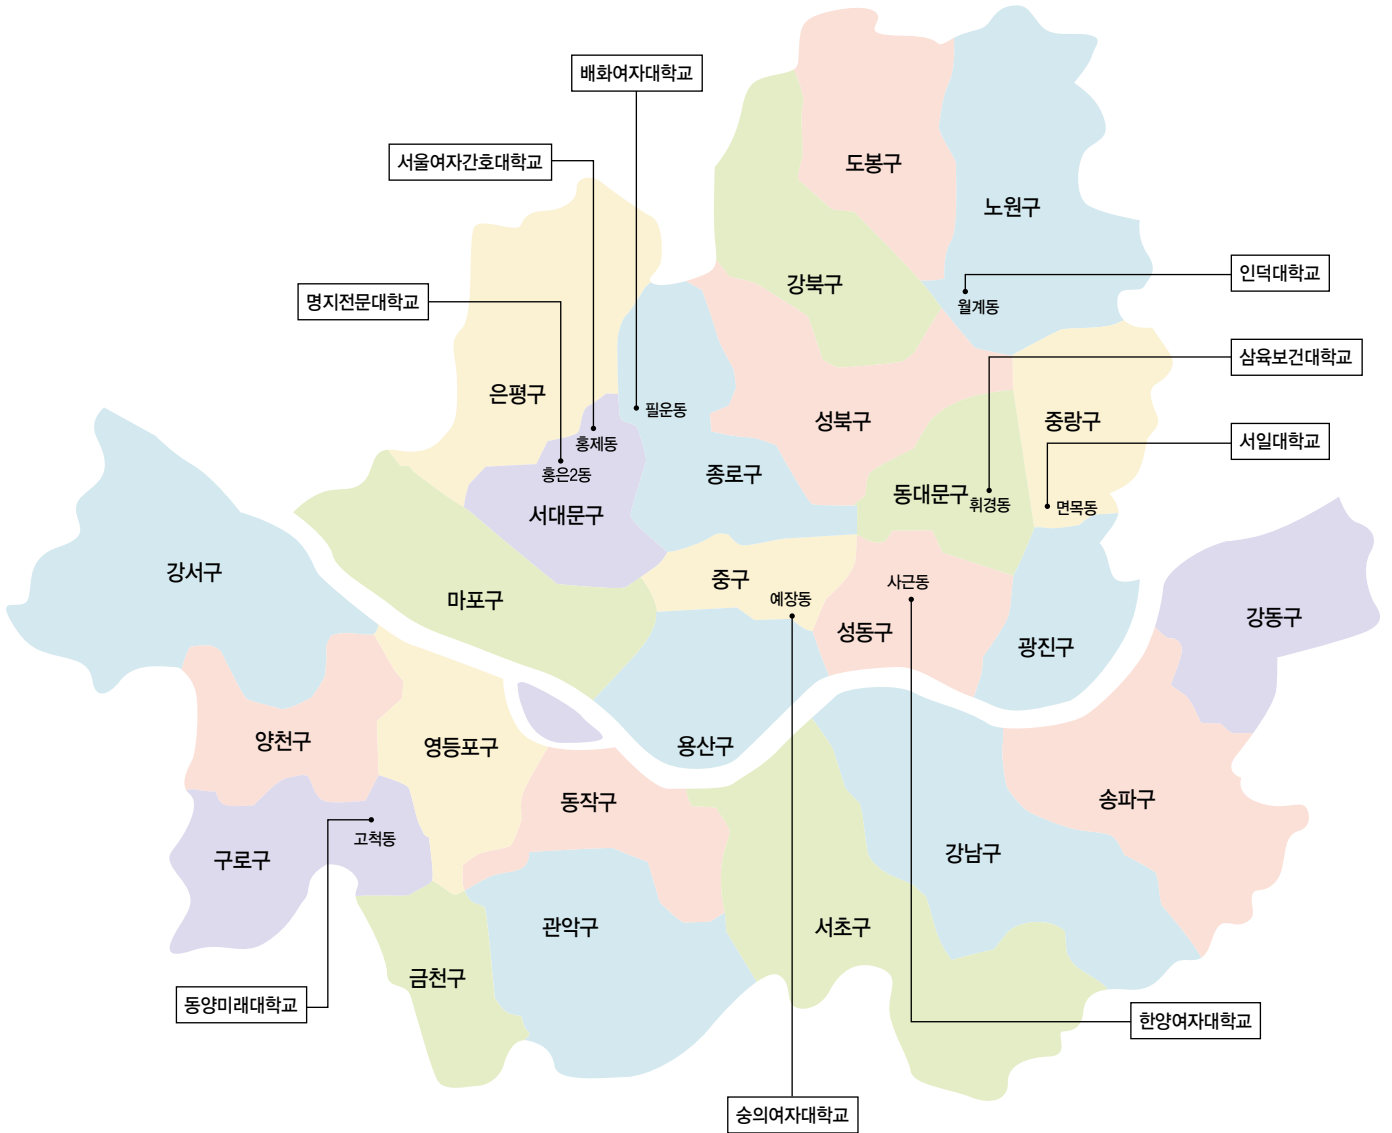 배화여자대학교
서울여자간호대학교
도봉구
노원구
인덕대학교
강북구
명지전문대학교
월계동
삼육보건대학교
은평구
필운동
성북구
중랑구
홍제동
서일대학교
홍은2동
종로구
동대문구
휘경동
면목동
서대문구
강서구
중구
사근동
마포구
예장동
강동구
성동구
광진구
양천구
영등포구
용산구
동작구
송파구
고척동
구로구
강남구
관악구
서초구
금천구
동양미래대학교
한양여자대학교
숭의여자대학교